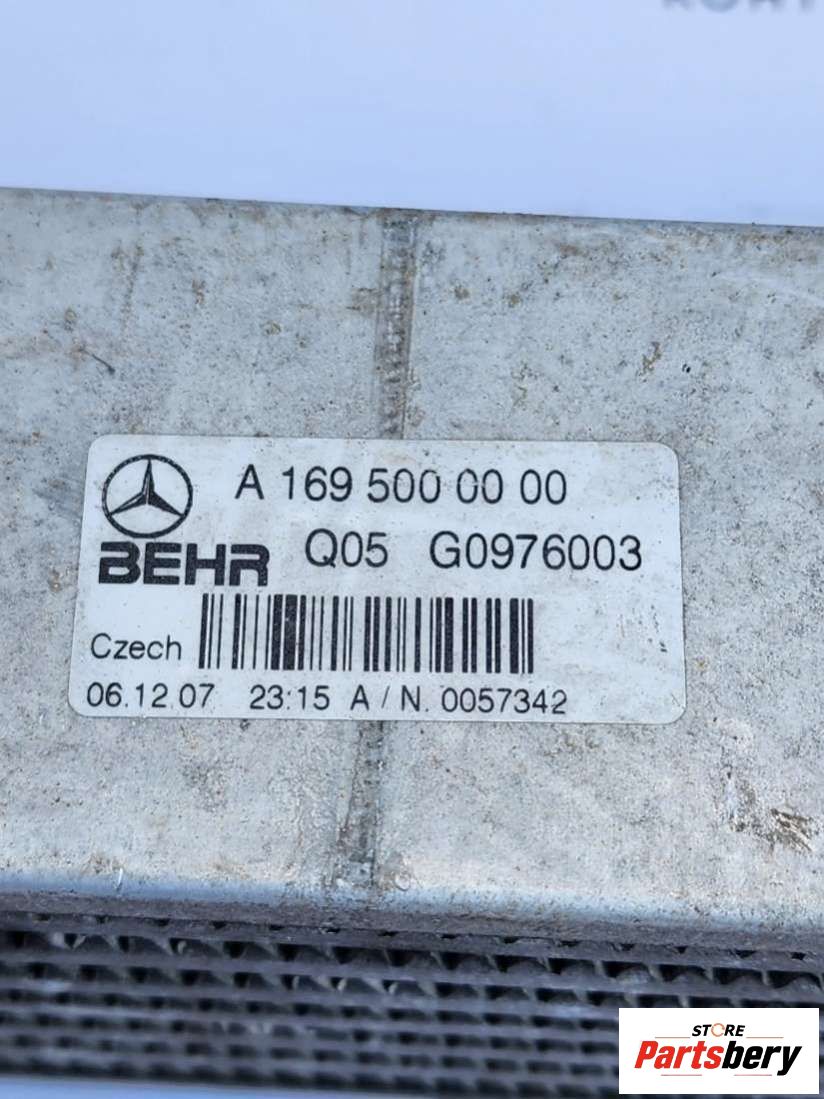 A 169 500 00 00
BEHR Q05 G0976003
Czech
06.12.07 23:15 A / N. 0057342
STORE
Partsbery